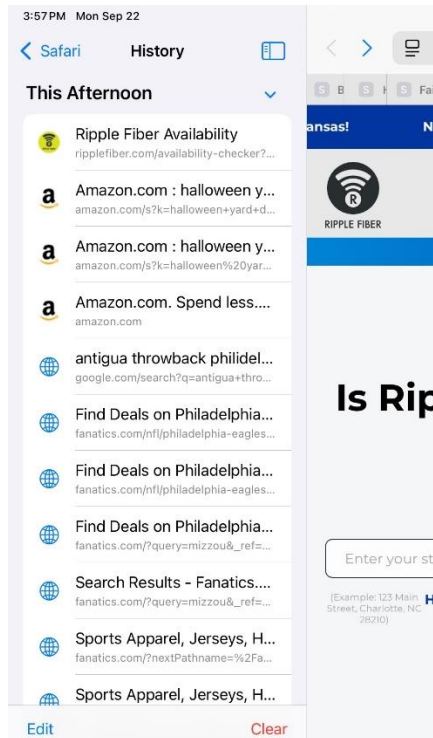 3:57 PM Mon Sep 22
Safari History
This Afternoon
Ripple Fiber Availability
ripplefiber.com/availability-checker?...
Amazon.com : halloween y...
amazon.com/s?k=halloween+yard+d...
Amazon.com : halloween y...
amazon.com/s?k=halloween%20yar...
Amazon.com. Spend less....
amazon.com
antigua throwback philidel...
google.com/search?q=antigua+thro...
Find Deals on Philadelphia...
fanatics.com/nfl/philadelphia-eagles...
Find Deals on Philadelphia...
fanatics.com/nfl/philadelphia-eagles...
Find Deals on Philadelphia...
fanatics.com/?query=mizzou&_ref=...
Search Results - Fanatics....
fanatics.com/?query=mizzou&_ref=...
Sports Apparel, Jerseys, H...
fanatics.com/?nextPathname=%2Fa...
Sports Apparel, Jerseys, H...
Edit Clear
S B S S Fa
ansas! N
R
RIPPLE FIBER
Is Rip
Enter your st
(Example: 123 Main H
Street, Charlotte, NC
28210)